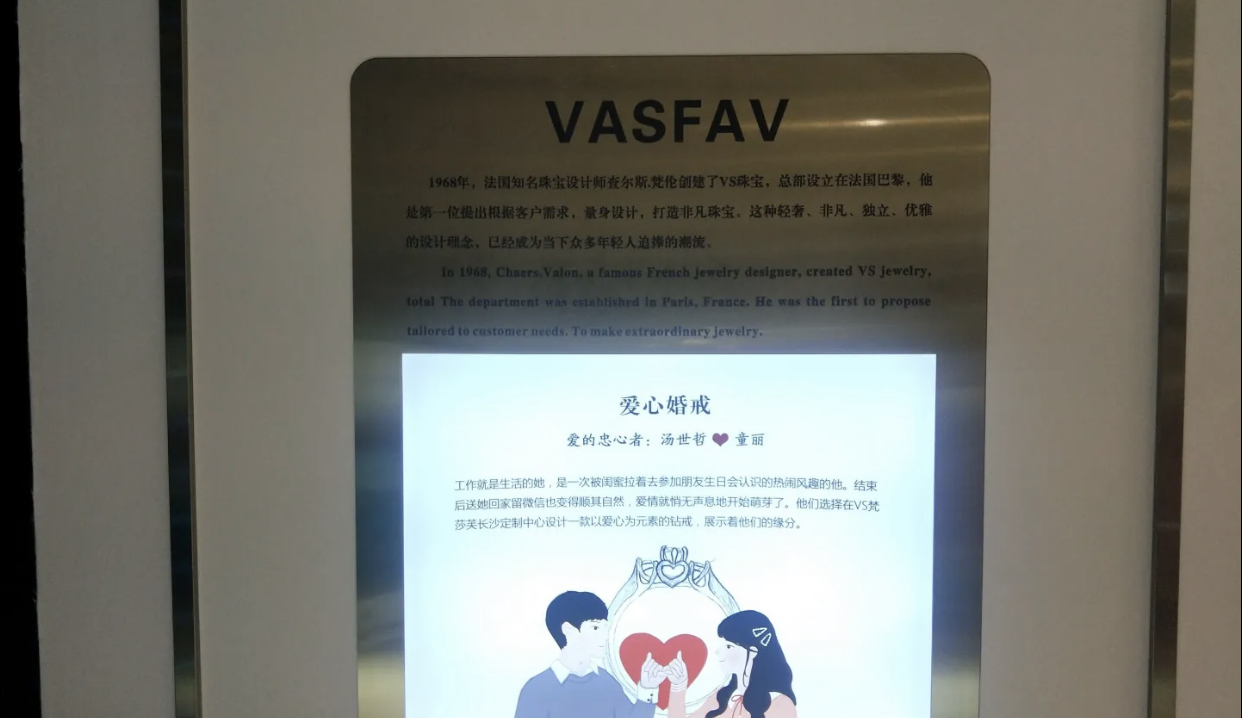 VASFAV
1968年，法国知名珠宝设计师查尔斯.梵伦创建了VS珠宝，总部设立在法国巴黎，他
是第一位提出根据客户需求，量身设计，打造非凡珠宝。这种轻奢、非凡、独立、优雅
的设计理念，已经成为当下众多年轻人追捧的潮流。
In 1968, Chaers.Valon, a famous French jewelry designer, created VS jewelry,
total The department was established in Paris, France. He was the first to propose
tailored to customer needs. To make extraordinary jewelry.
爱心婚戒
爱的忠心者：汤世哲❤童丽
工作就是生活的她，是一次被闺蜜拉着去参加朋友生日会认识的热闹风趣的他。结束
后送她回家留微信也变得顺其自然，爱情就悄无声息地开始萌芽了。他们选择在VS梵
莎芙长沙定制中心设计一款以爱心为元素的钻戒，展示着他们的缘分。